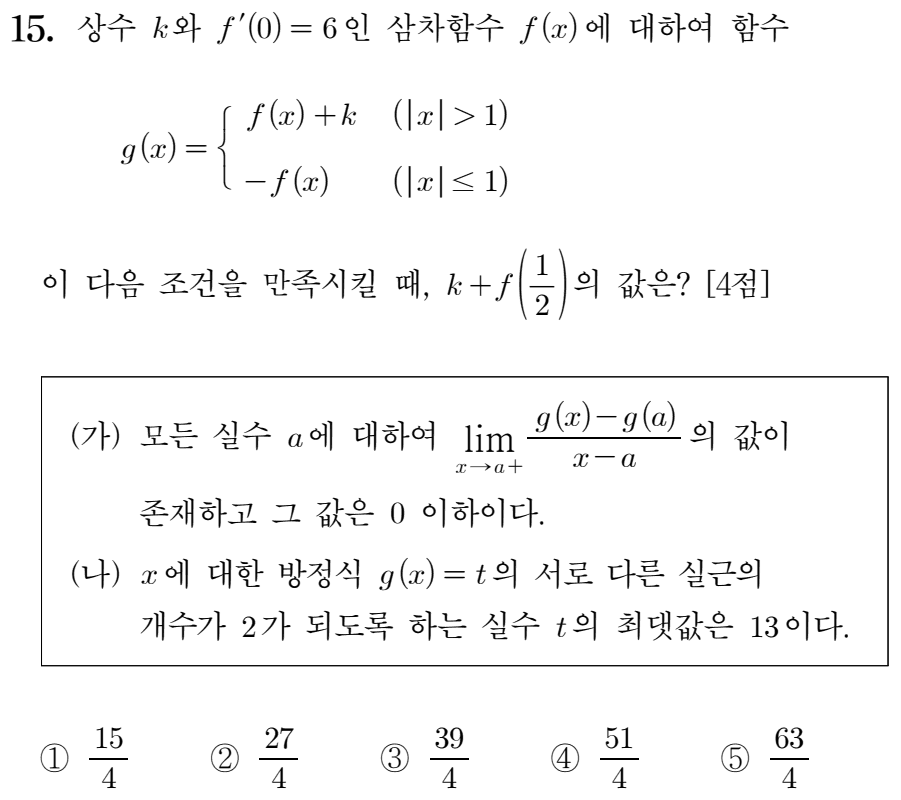 15. 상수 k와 f′(0)=6인 삼차함수 f(x)에 대하여 함수
g(x)={ f(x)+k (|x|>1)
−f(x) (|x|≤1)
이 다음 조건을 만족시킬 때, k+f(1/2)의 값은? [4점]
(가) 모든 실수 a에 대하여 lim x→a+ (g(x)−g(a))/(x−a) 의 값이
존재하고 그 값은 0 이하이다.
(나) x에 대한 방정식 g(x)=t의 서로 다른 실근의
개수가 2가 되도록 하는 실수 t의 최댓값은 13이다.
① 15/4 ② 27/4 ③ 39/4 ④ 51/4 ⑤ 63/4